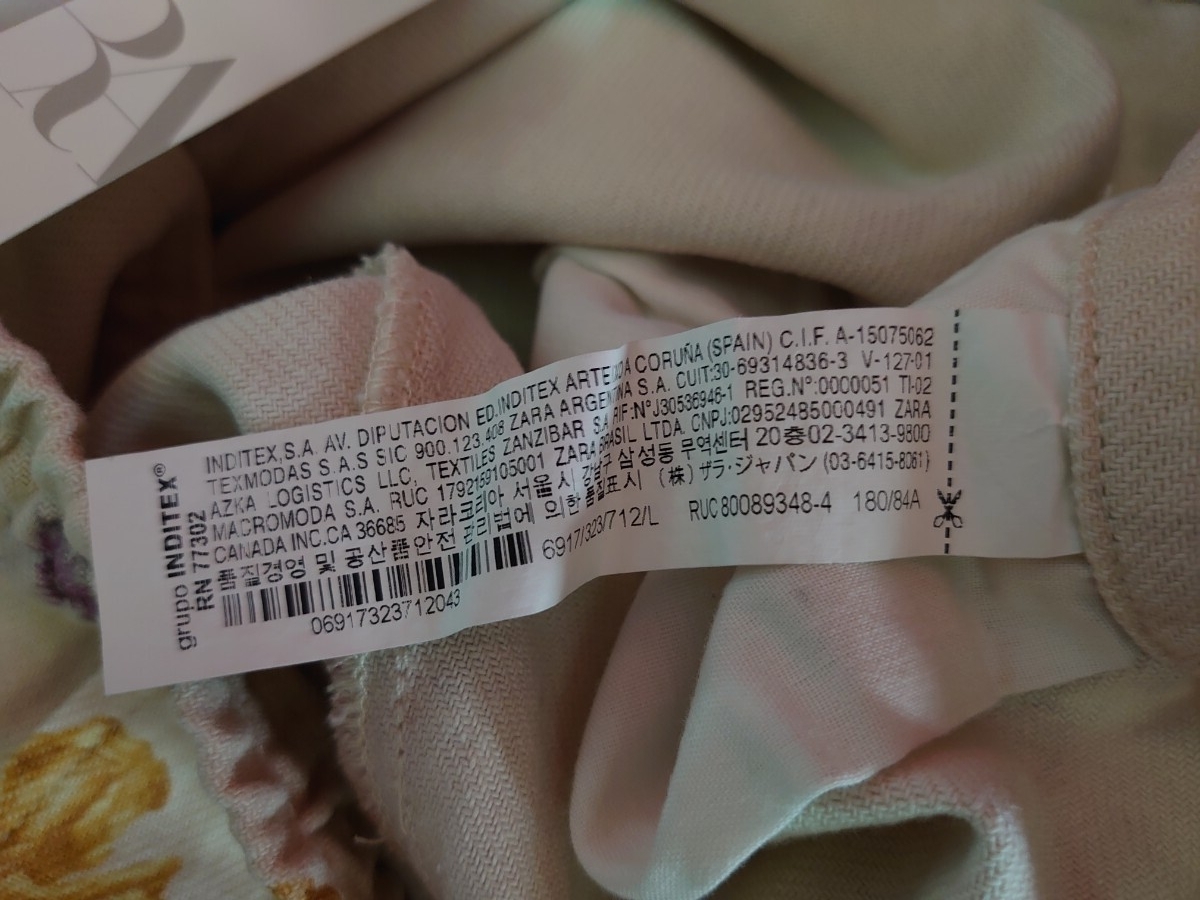 RA
grupo INDITEX®
RN 77302
INDITEX,S.A. AV. DIPUTACION ED.INDITEX ARTEIXO A CORUÑA (SPAIN) C.I.F. A-15075062
TEXMODAS S.A.S SIC 900.123.408 ZARA ARGENTINA S.A. CUIT:30-69314836-3 V-127-01
AZKA LOGISTICS LLC, TEXTILES ZANZIBAR SA RIF:N°J30536946-1 REG.N°:0000051 TI-02
MACROMODA S.A. RUC 1792159105001 ZARA BRASIL LTDA. CNPJ:02952485000491 ZARA
CANADA INC.CA 36685 자라코리아 서울시 강남구 삼성동 무역센터 20층02-3413-9800
품질경영 및 공산품안전 관리법에 의한 품질표시 (株) ザラ・ジャパン (03-6415-8061)
06917323712043
6917/323/712/L
RUC80089348-4 180/84A